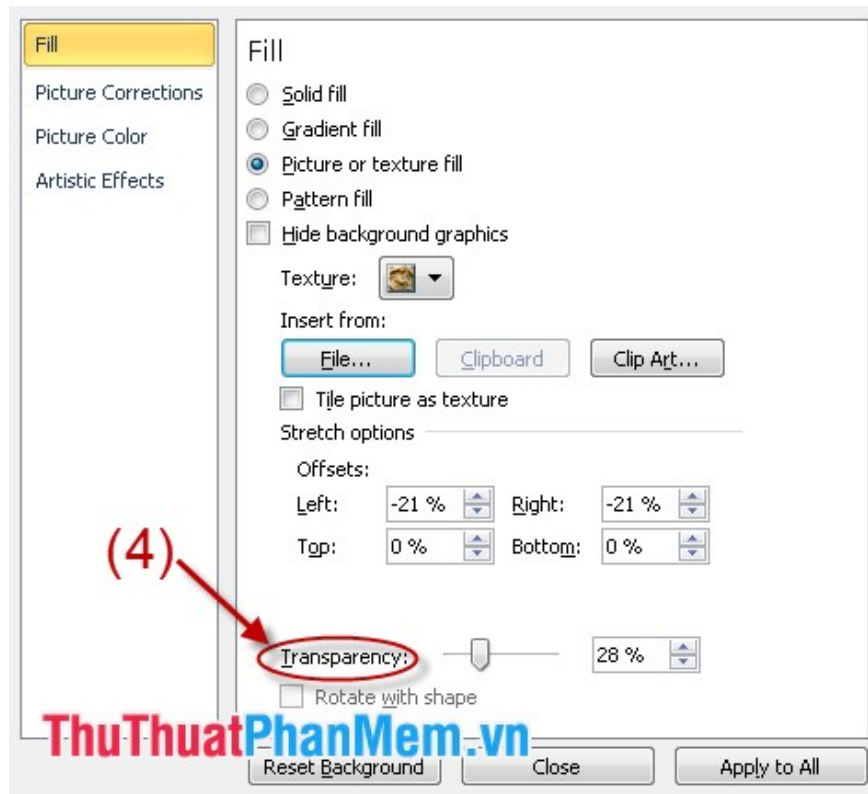 Fill
Picture Corrections
Picture Color
Artistic Effects
Fill
Solid fill
Gradient fill
Picture or texture fill
Pattern fill
Hide background graphics
Texture:
Insert from:
File... Clipboard Clip Art...
Tile picture as texture
Stretch options
Offsets:
Left: -21 % Right: -21 %
Top: 0 % Bottom: 0 %
(4)
Transparency: 28 %
Rotate with shape
ThuThuatPhanMem.vn
Reset Background Close Apply to All